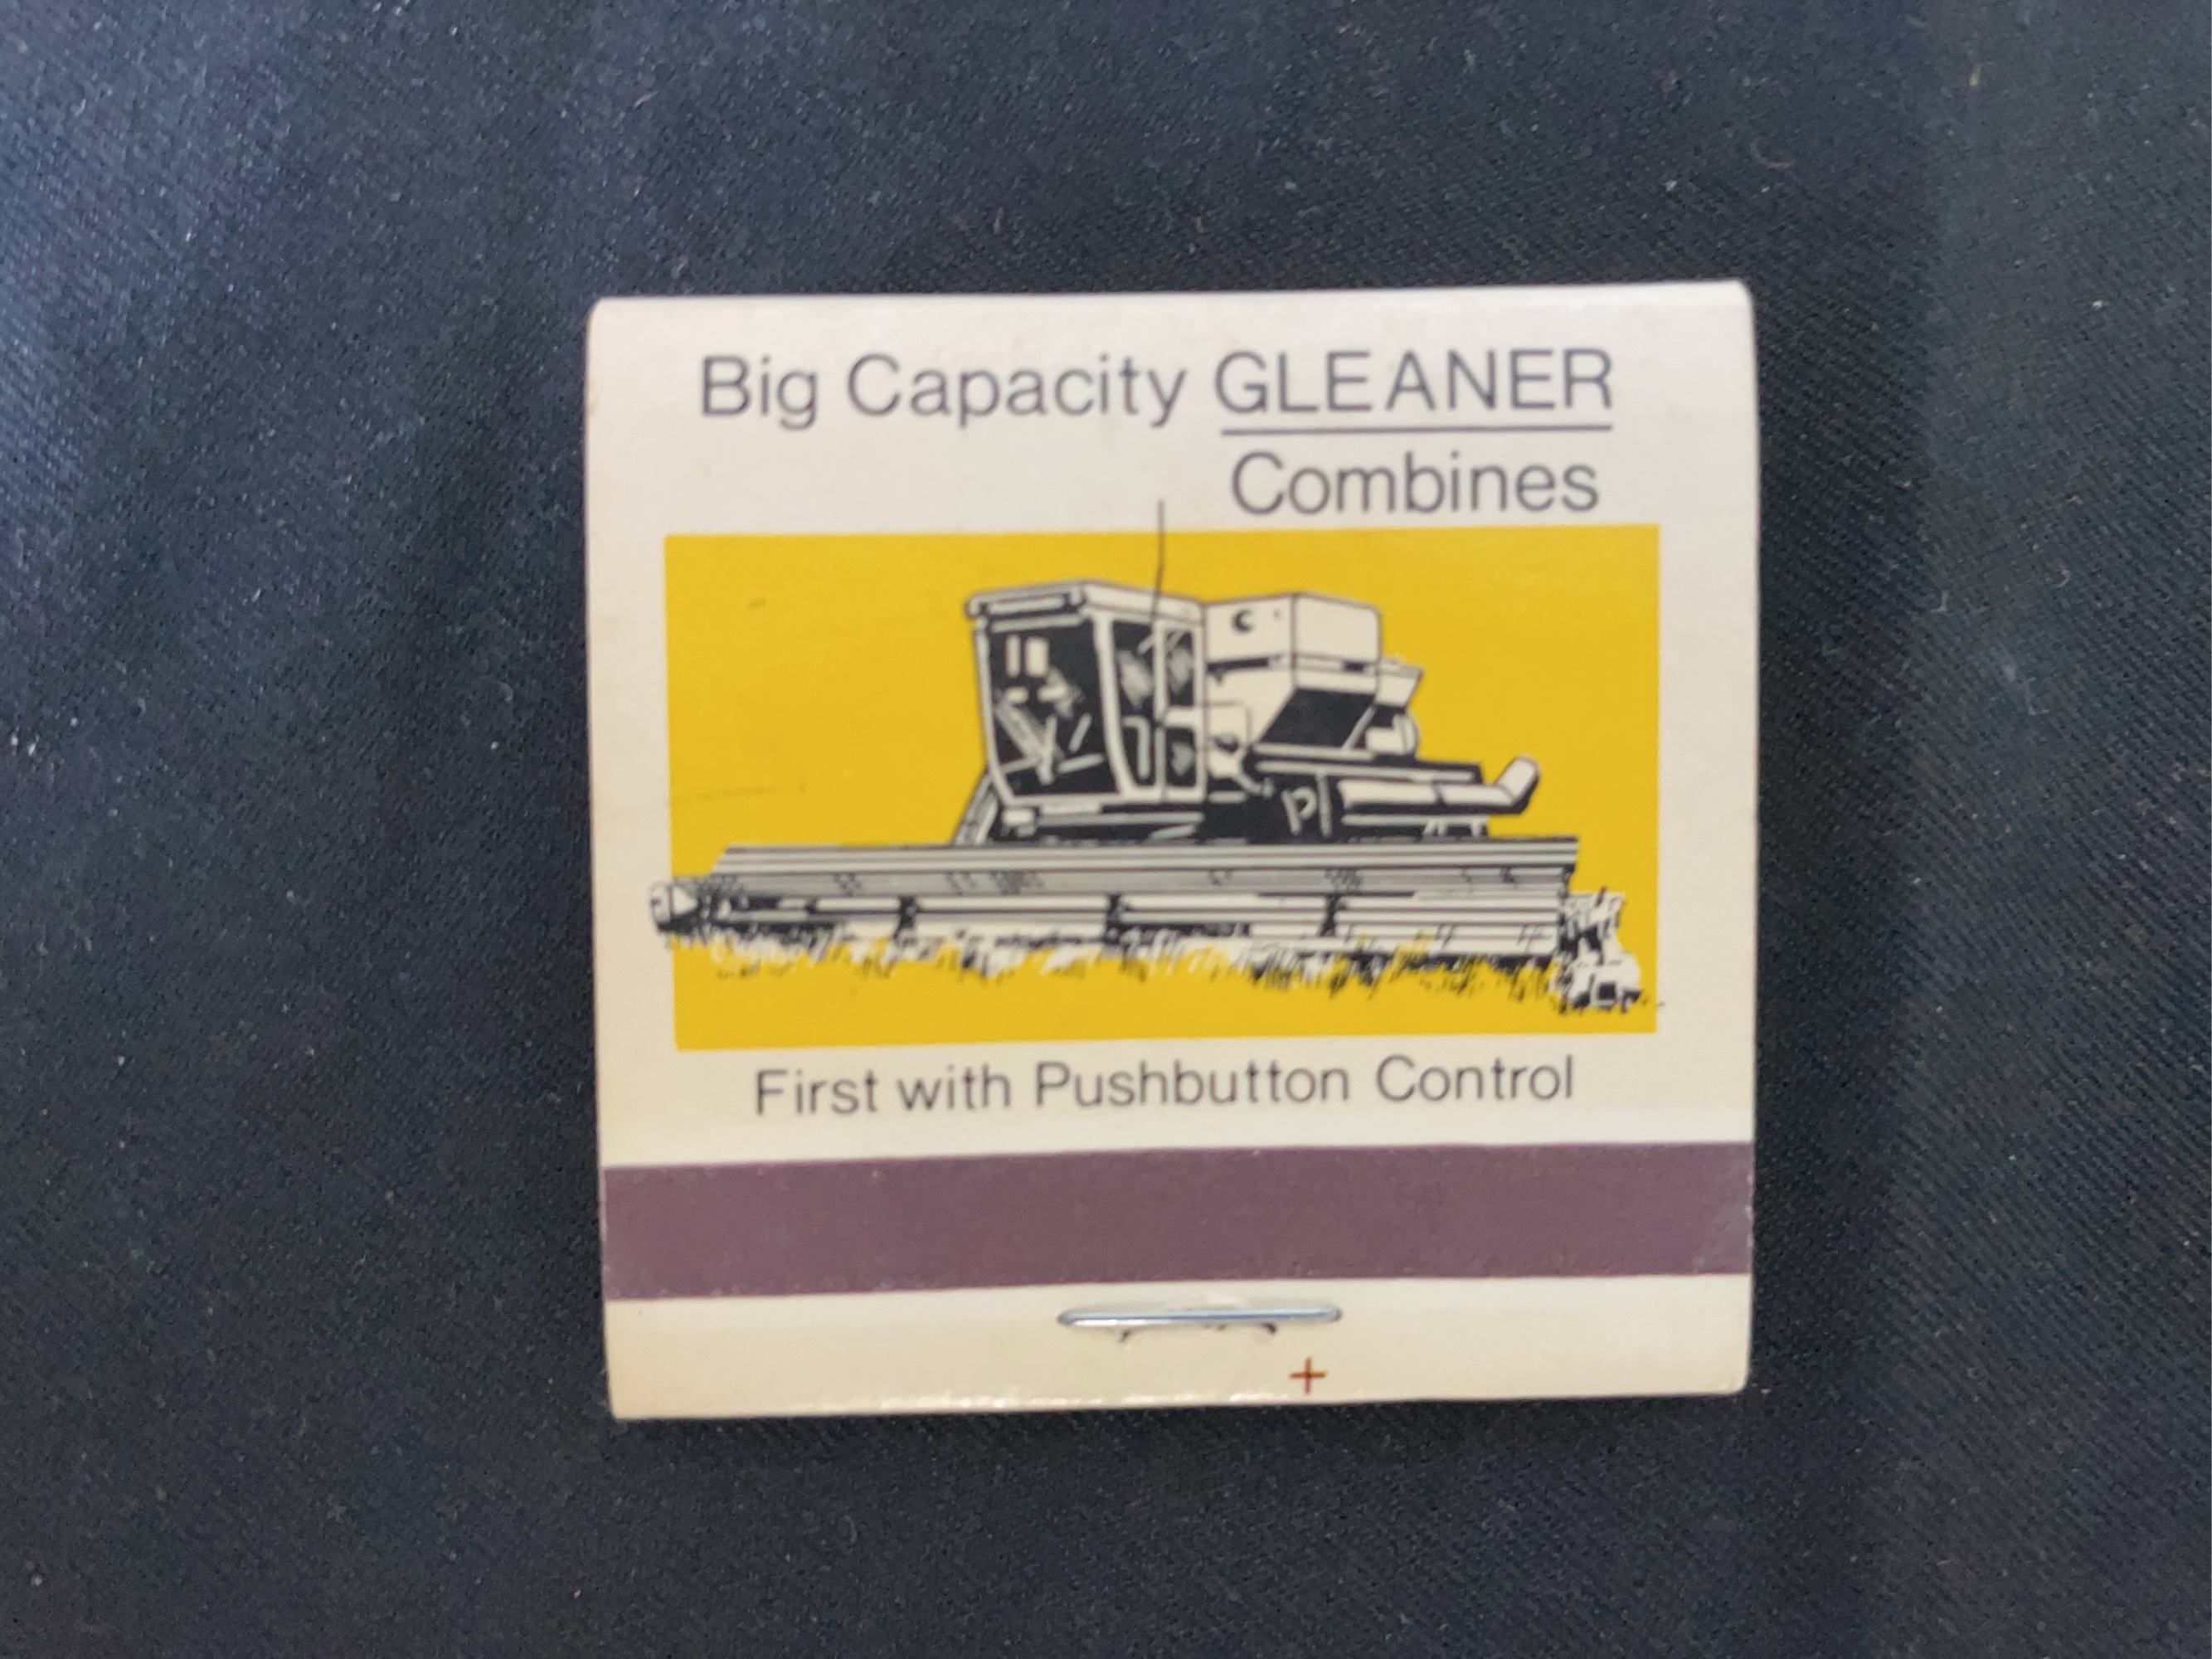 Big Capacity GLEANER
Combines
First with Pushbutton Control